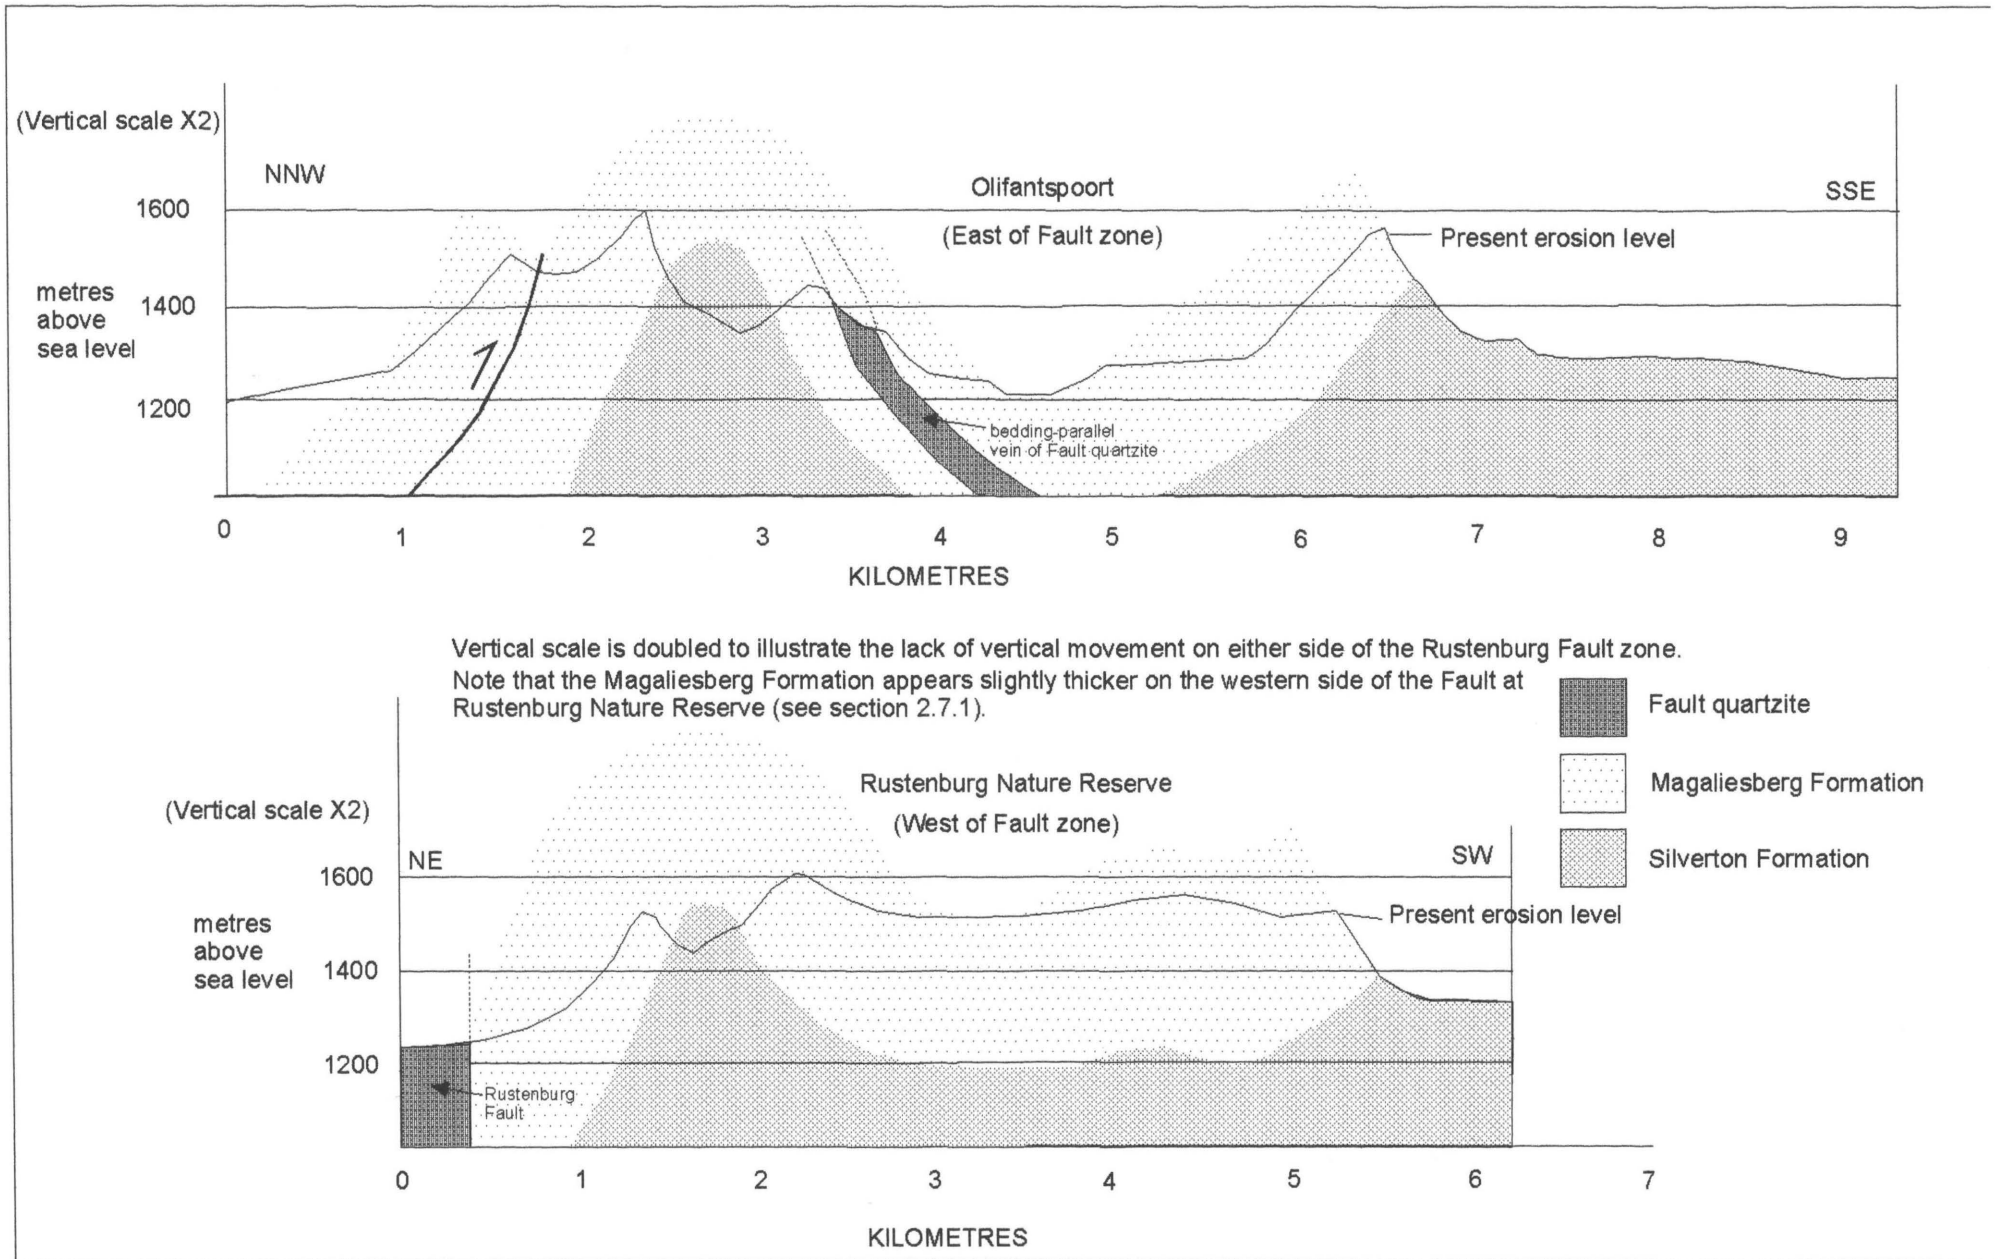 (Vertical scale X2)
NNW
Olifantspoort
SSE
1600
(East of Fault zone)
Present erosion level
metres
above
sea level
1400
1200
bedding-parallel
vein of Fault quartzite
0 1 2 3 4 5 6 7 8 9
KILOMETRES
Vertical scale is doubled to illustrate the lack of vertical movement on either side of the Rustenburg Fault zone.
Note that the Magaliesberg Formation appears slightly thicker on the western side of the Fault at
Rustenburg Nature Reserve (see section 2.7.1).
Fault quartzite
Magaliesberg Formation
Silverton Formation
Rustenburg Nature Reserve
(Vertical scale X2)
(West of Fault zone)
NE
SW
1600
Present erosion level
metres
above
sea level
1400
1200
Rustenburg
Fault
0 1 2 3 4 5 6 7
KILOMETRES